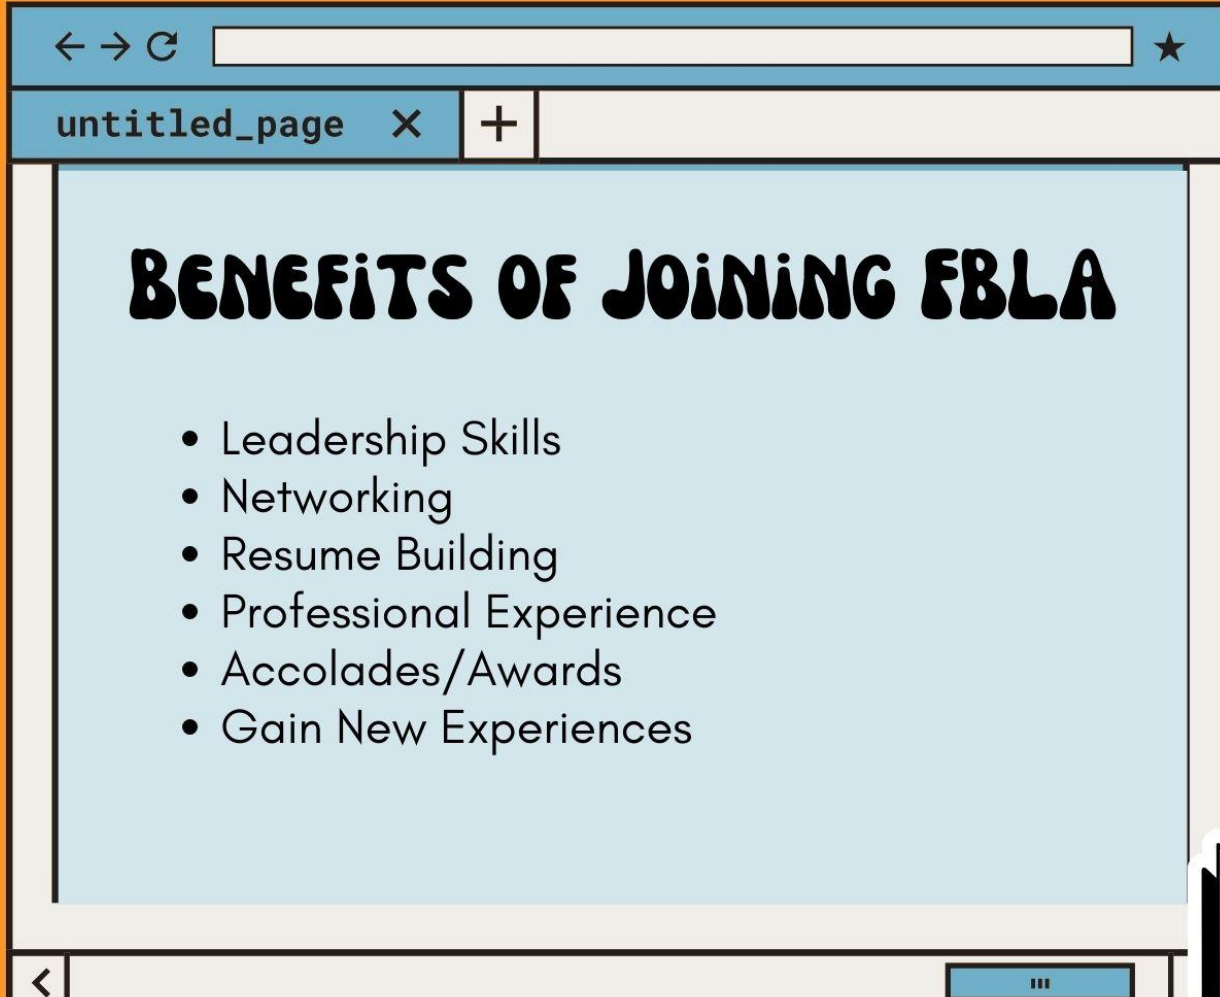 untitled_page
BENEFiTS OF JOiNiNG FBLA
• Leadership Skills
• Networking
• Resume Building
• Professional Experience
• Accolades/Awards
• Gain New Experiences